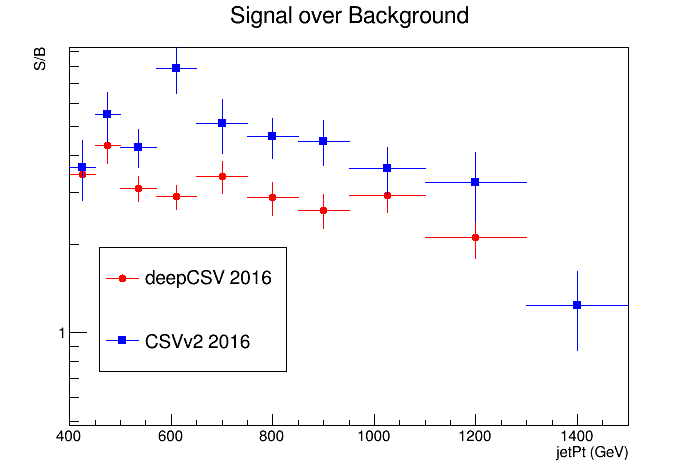 Signal over Background
S/B
deepCSV 2016
CSVv2 2016
1
400 600 800 1000 1200 1400
jetPt (GeV)